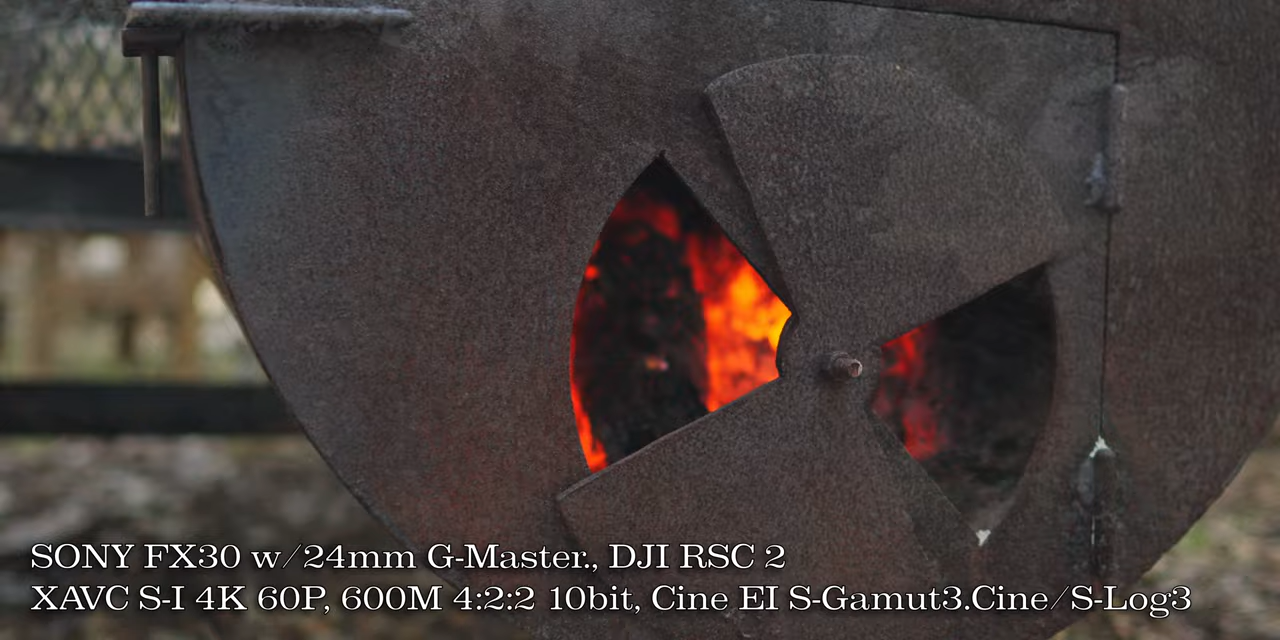 SONY FX30 w/24mm G-Master., DJI RSC 2
XAVC S-I 4K 60P, 600M 4:2:2 10bit, Cine EI S-Gamut3.Cine/S-Log3